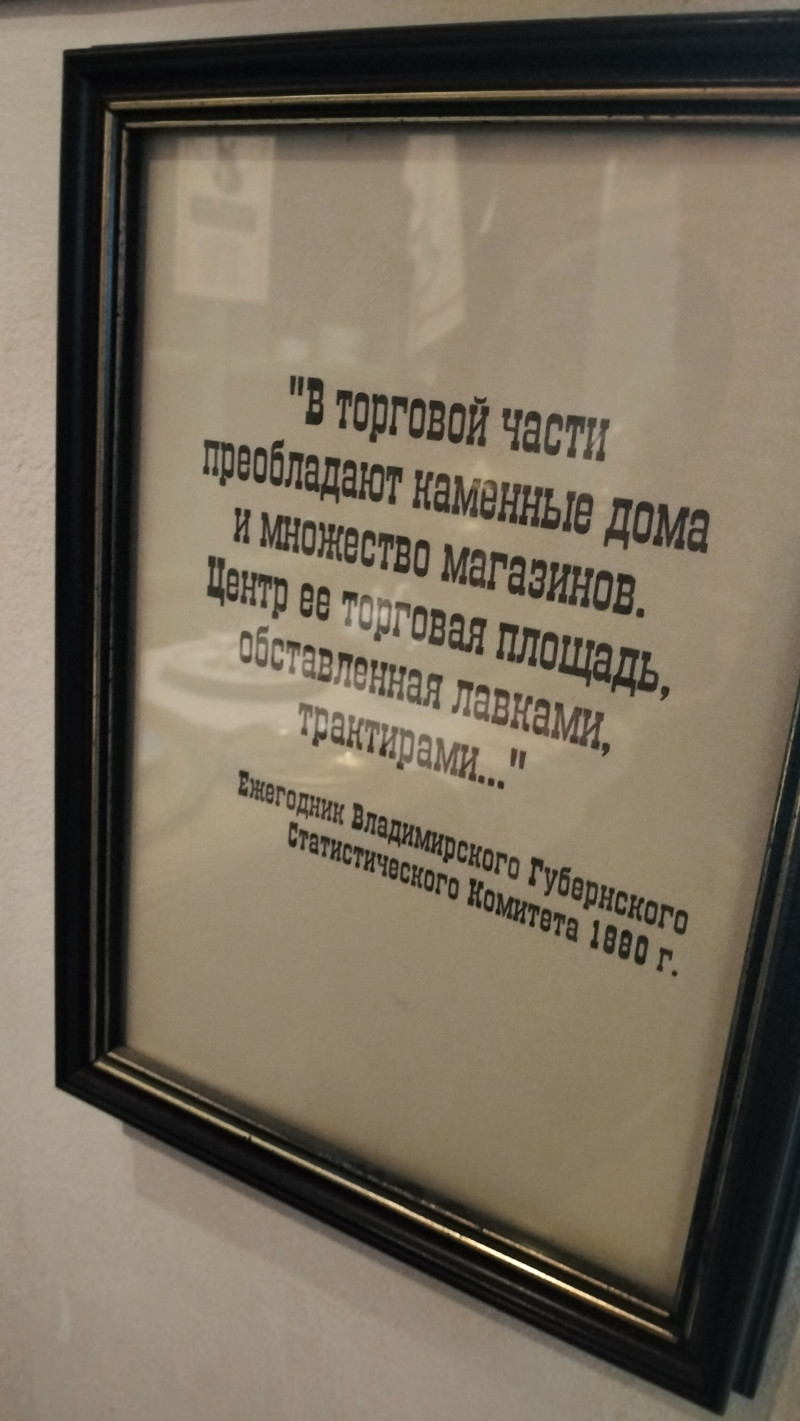 "В торговой части
преобладают каменные дома
и множество магазинов.
Центр ее торговая площадь,
обставленная лавками,
трактирами..."
Ежегодник Владимирского Губернского
Статистического Комитета 1880 г.